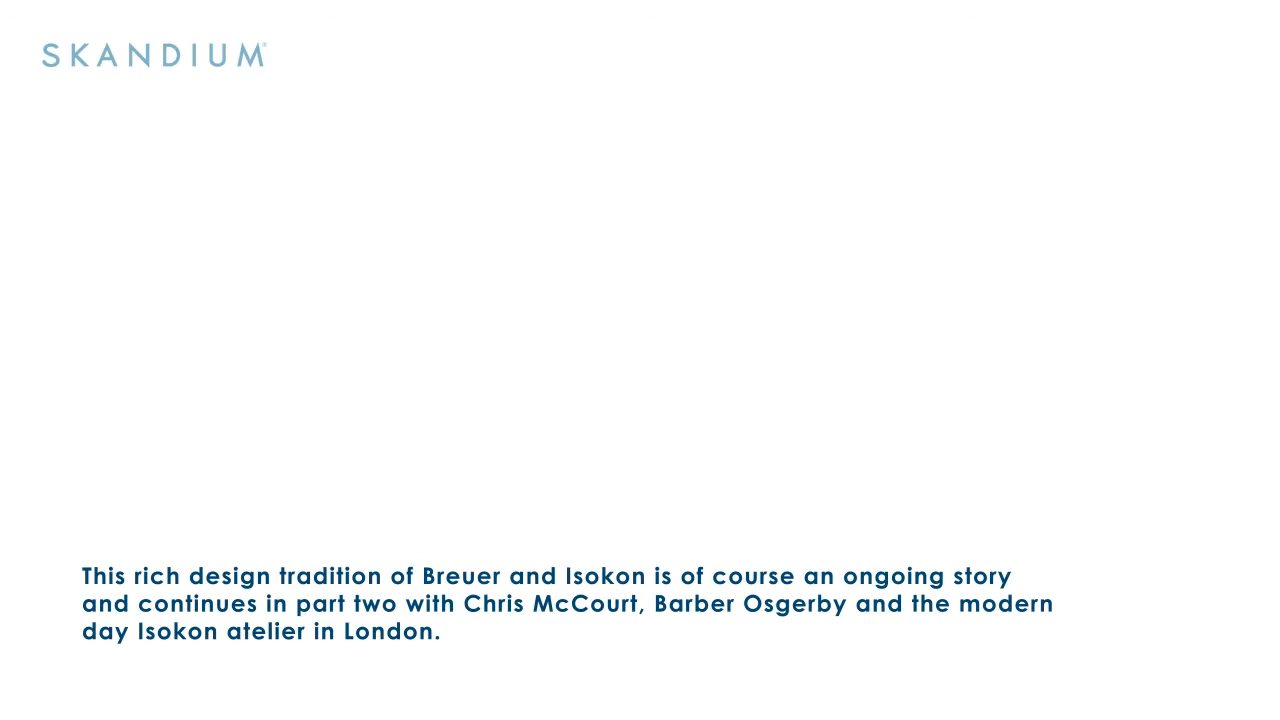 SKANDIUM®
This rich design tradition of Breuer and Isokon is of course an ongoing story
and continues in part two with Chris McCourt, Barber Osgerby and the modern
day Isokon atelier in London.